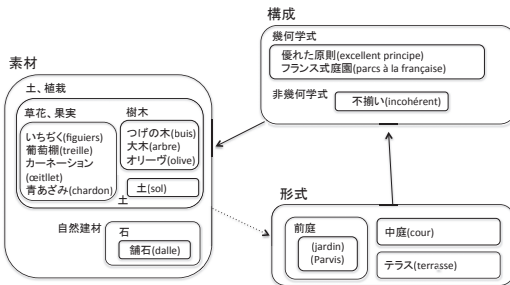 構成
幾何学式
優れた原則(excellent principe)
フランス式庭園(parcs à la française)
非幾何学式
不揃い(incohérent)
素材
土、植栽
草花、果実
いちぢく(figuiers)
葡萄棚(treille)
カーネーション
(œitllet)
青あざみ(chardon)
樹木
つげの木(buis)
大木(arbre)
オリーヴ(olive)
土(sol)
土
自然建材
石
舗石(dalle)
形式
前庭
(jardin)
(Parvis)
中庭(cour)
テラス(terrasse)